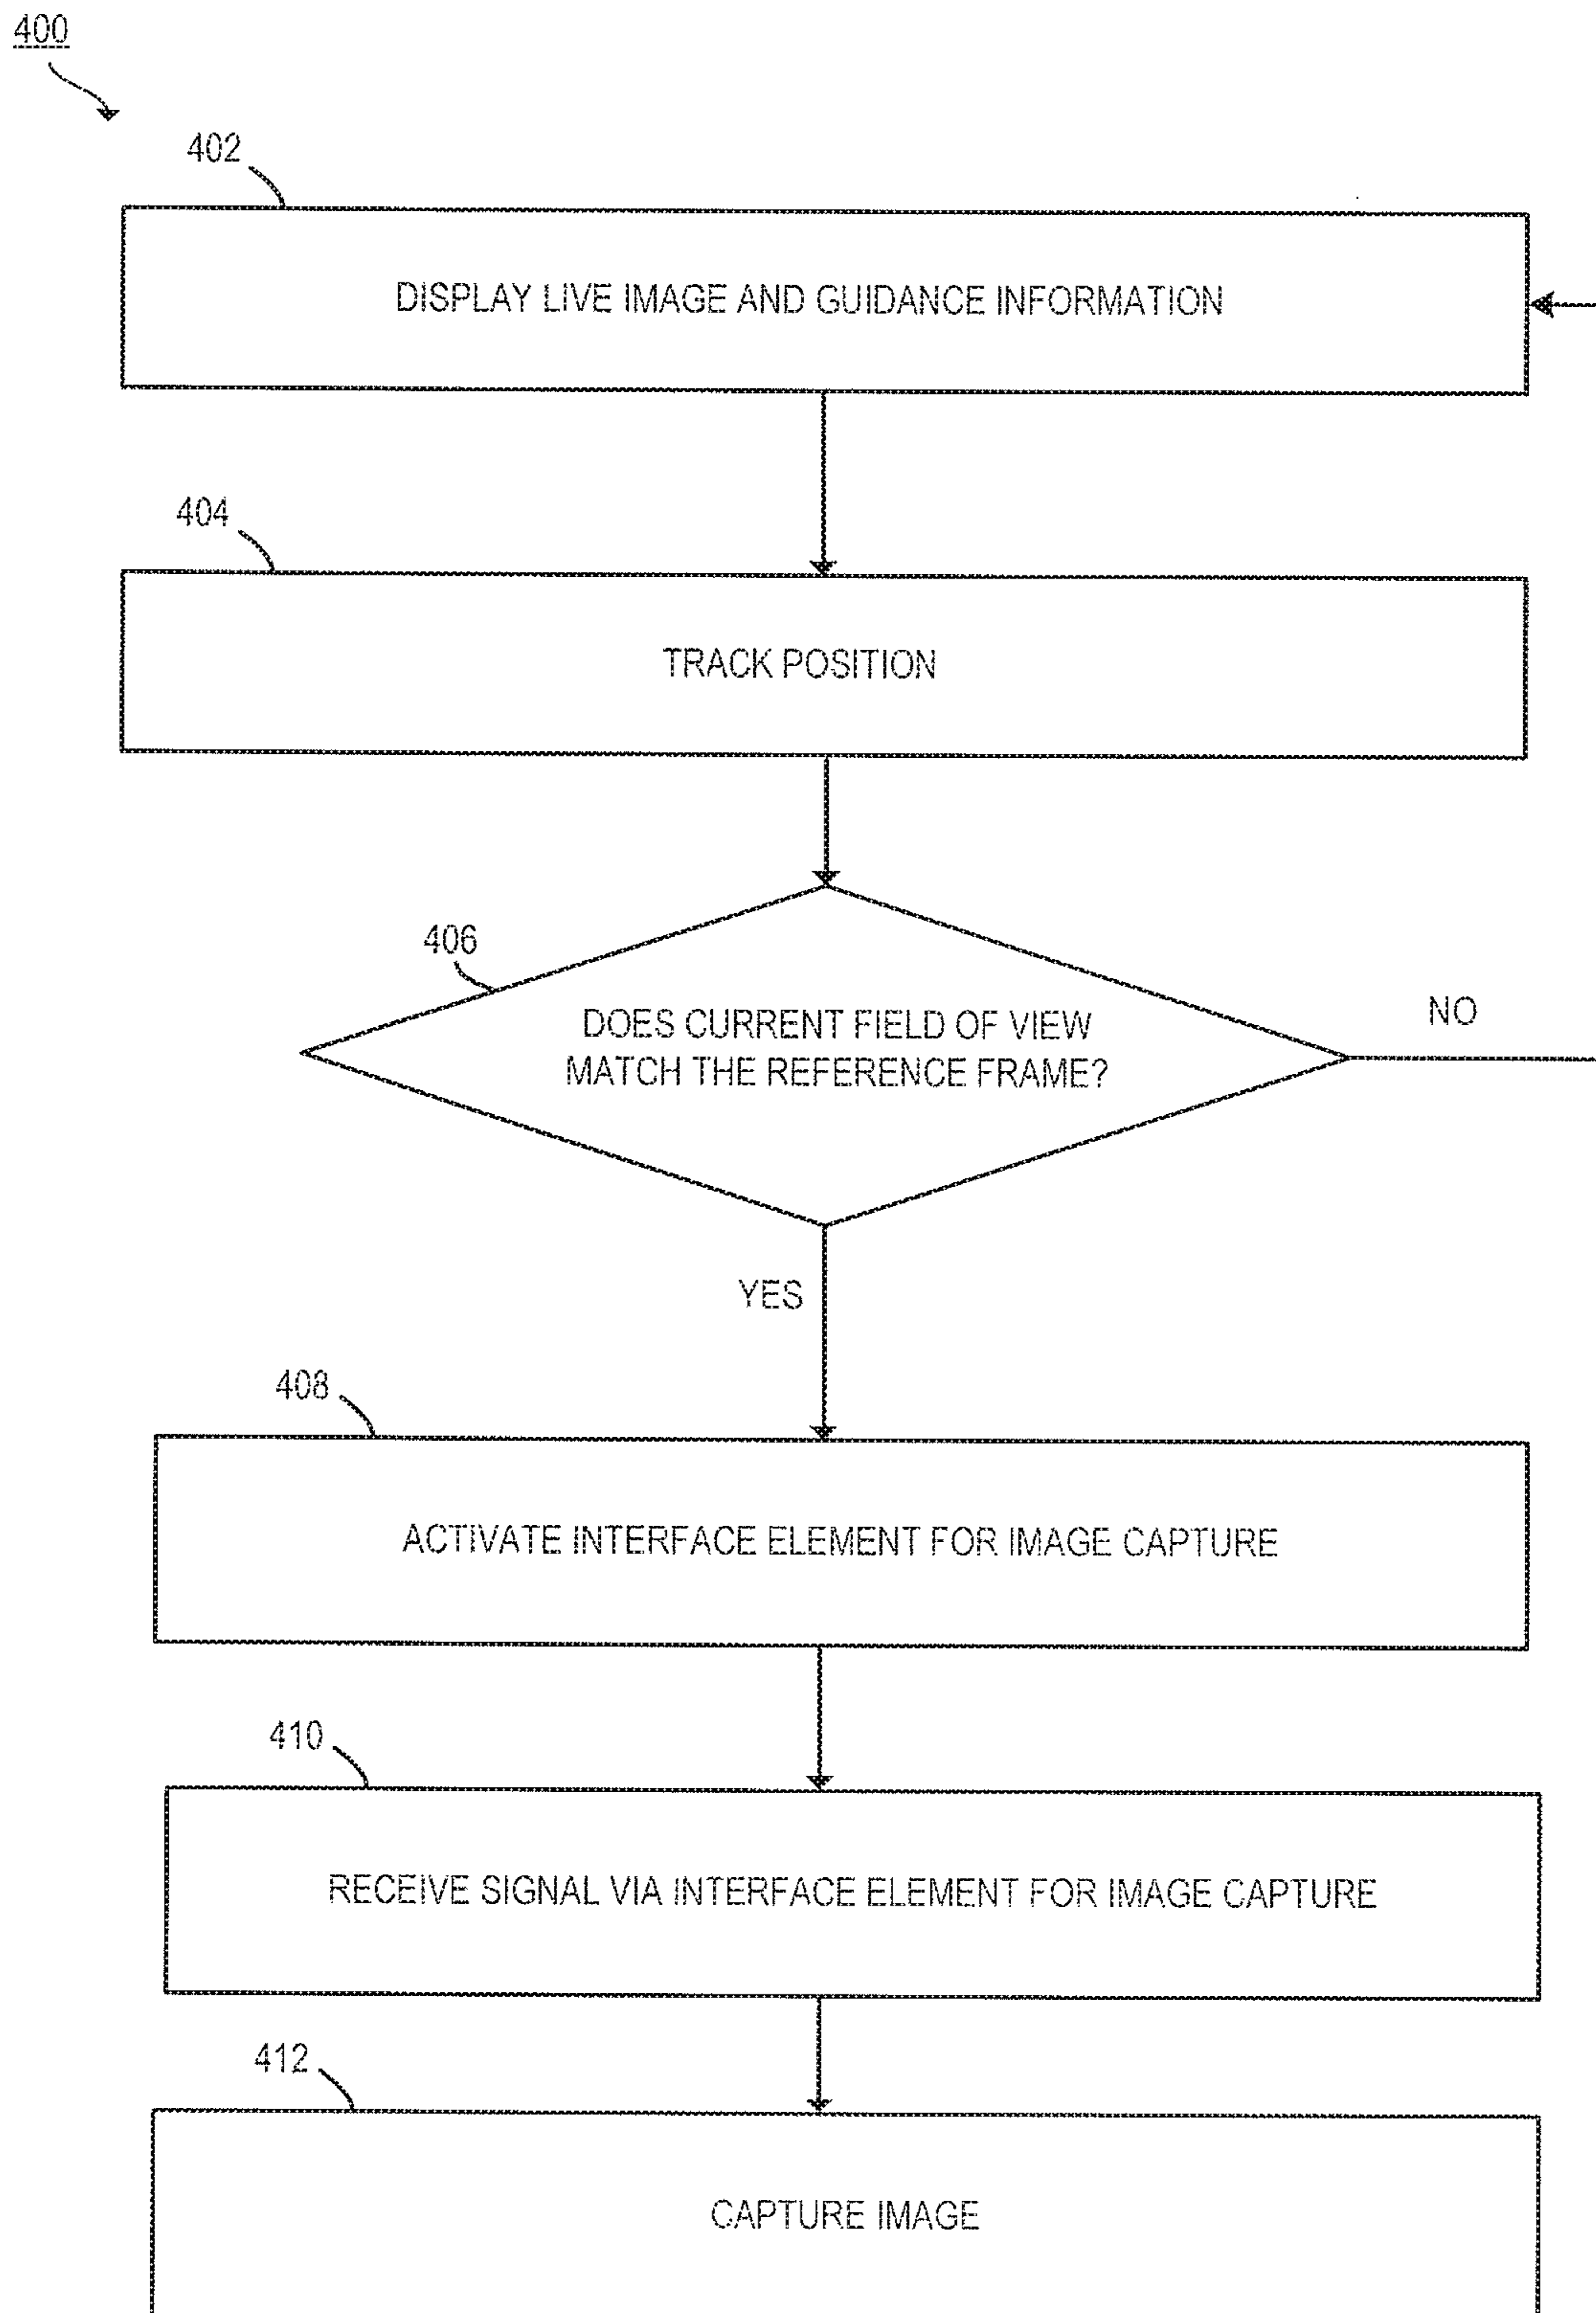 400
402
DISPLAY LIVE IMAGE AND GUIDANCE INFORMATION
404
TRACK POSITION
406
DOES CURRENT FIELD OF VIEW
MATCH THE REFERENCE FRAME?
NO
YES
408
ACTIVATE INTERFACE ELEMENT FOR IMAGE CAPTURE
410
RECEIVE SIGNAL VIA INTERFACE ELEMENT FOR IMAGE CAPTURE
412
CAPTURE IMAGE